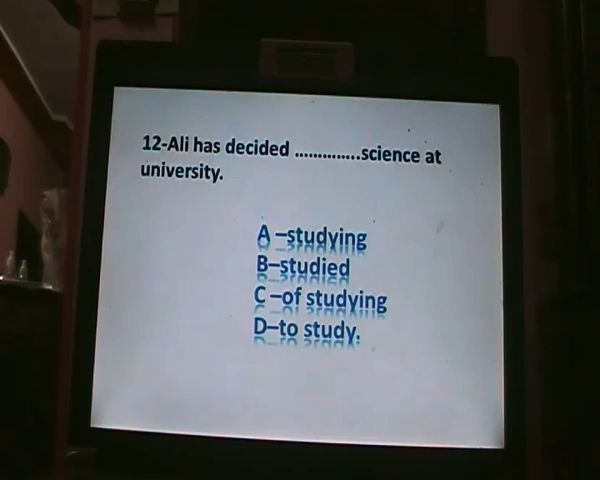 12-Ali has decided ..............science at
university.
A –studying
B–studied
C –of studying
D–to study.